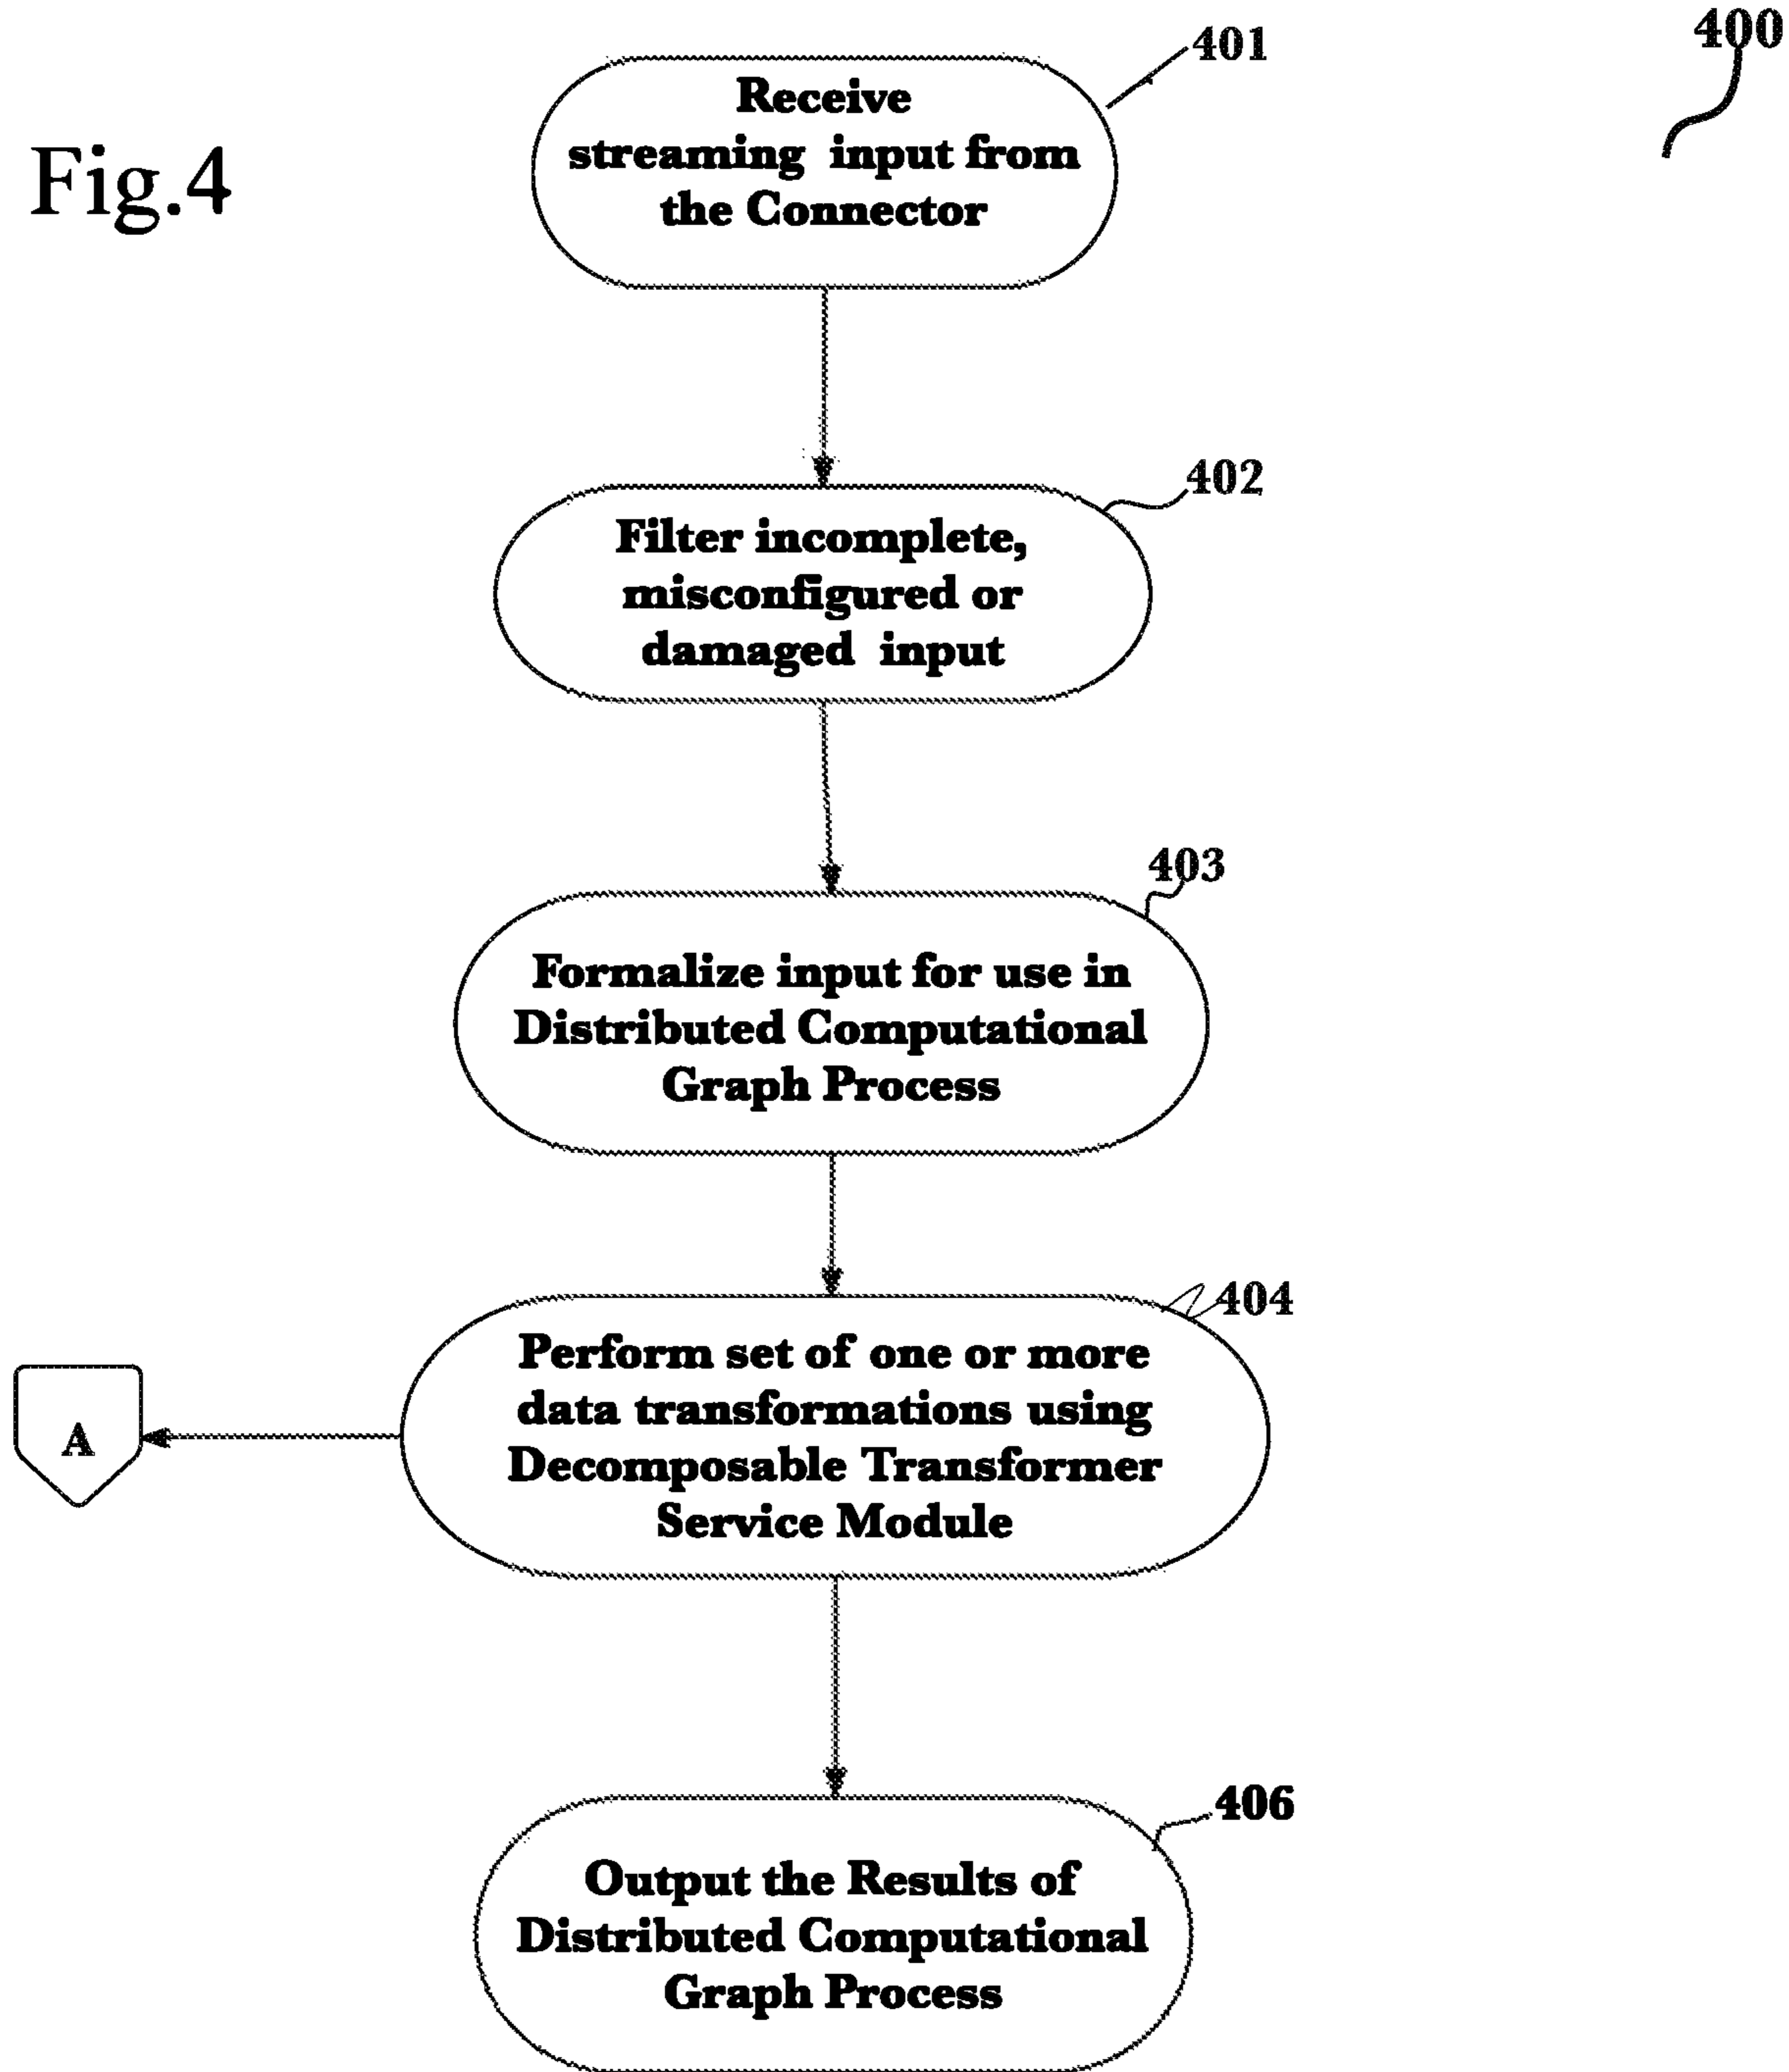 400
401
Fig.4
Receive
streaming input from
the Connector
402
Filter incomplete,
misconfigured or
damaged input
403
Formalize input for use in
Distributed Computational
Graph Process
404
Perform set of one or more
data transformations using
Decomposable Transformer
Service Module
A
406
Output the Results of
Distributed Computational
Graph Process